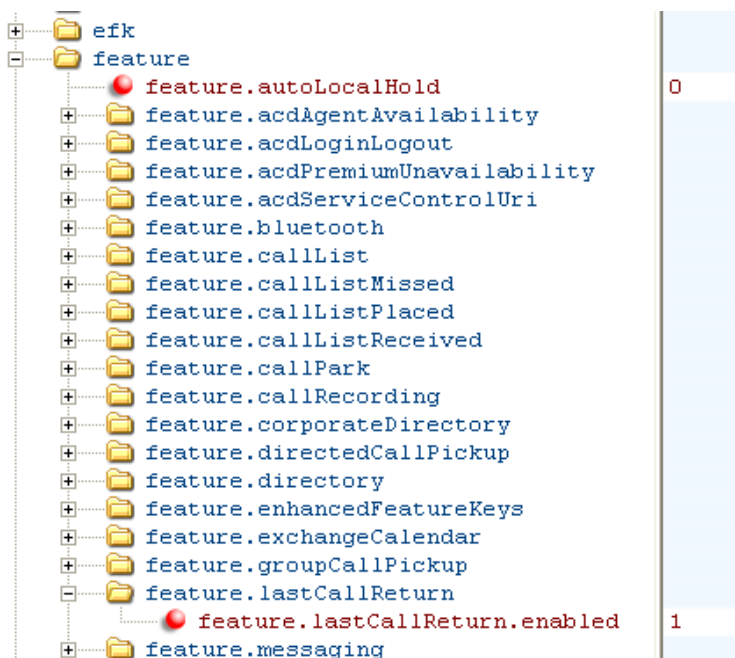 efk
feature
feature.autoLocalHold 0
feature.acdAgentAvailability
feature.acdLoginLogout
feature.acdPremiumUnavailability
feature.acdServiceControlUri
feature.bluetooth
feature.callList
feature.callListMissed
feature.callListPlaced
feature.callListReceived
feature.callPark
feature.callRecording
feature.corporateDirectory
feature.directedCallPickup
feature.directory
feature.enhancedFeatureKeys
feature.exchangeCalendar
feature.groupCallPickup
feature.lastCallReturn
feature.lastCallReturn.enabled 1
feature.messaging